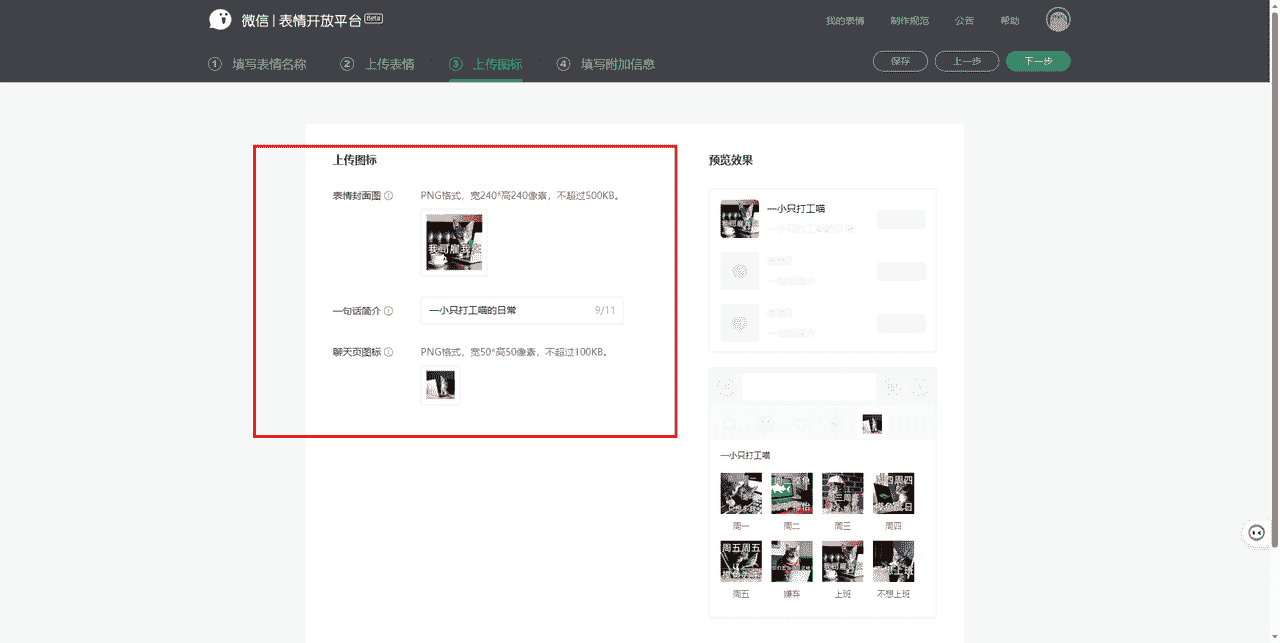 微信 | 表情开放平台 Beta
我的表情 制作规范 公告 帮助
① 填写表情名称 ② 上传表情 ③ 上传图标 ④ 填写附加信息
保存 上一步 下一步
上传图标
表情封面图
PNG格式，宽240*高240像素，不超过500KB。
一句话简介
一小只打工喵的日常 9/11
聊天页图标
PNG格式，宽50*高50像素，不超过100KB。
预览效果
一小只打工喵
一小只打工喵的日常
一小只打工喵
周一 周二 周三 周四
周五周五
周五 嫌弃 上班 不想上班